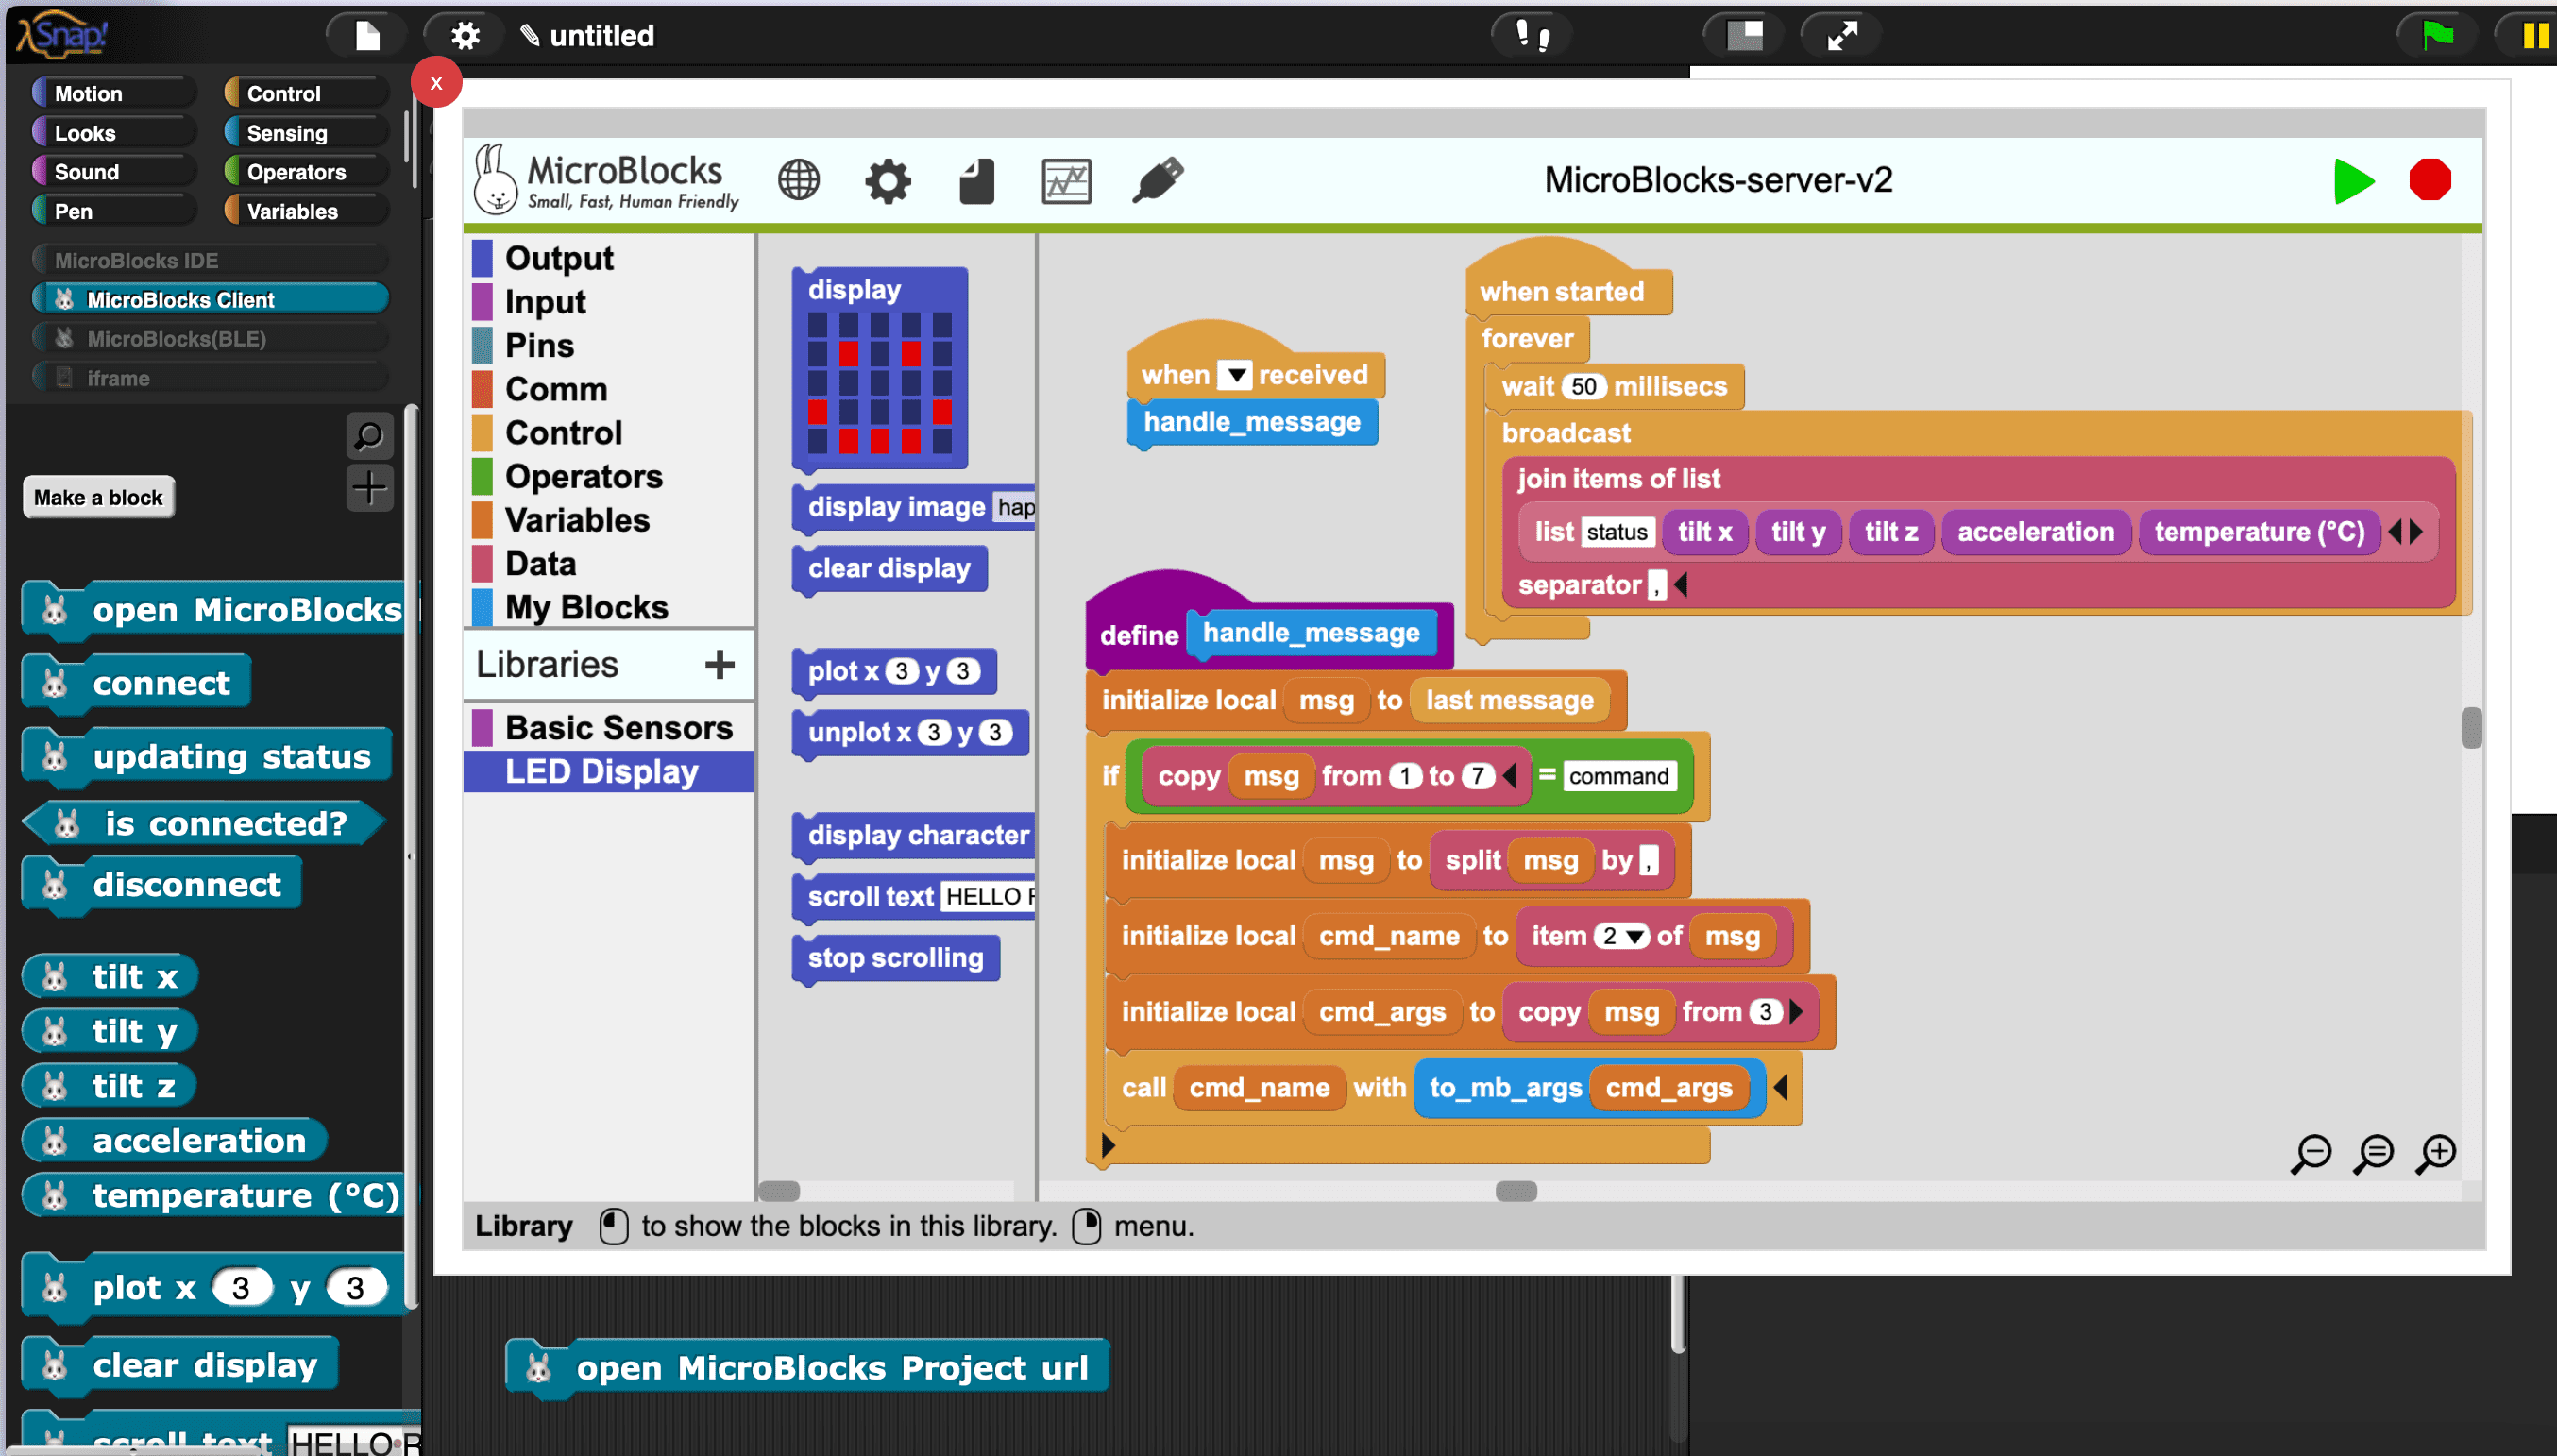 λSnap! untitled
Motion Control
Looks Sensing
Sound Operators
Pen Variables
MicroBlocks IDE
MicroBlocks Client
MicroBlocks(BLE)
iframe
Make a block
open MicroBlocks
connect
updating status
is connected?
disconnect
tilt x
tilt y
tilt z
acceleration
temperature (°C)
plot x 3 y 3
clear display
scroll text HELLO R
x
MicroBlocks
Small, Fast, Human Friendly
MicroBlocks-server-v2
Output
Input
Pins
Comm
Control
Operators
Variables
Data
My Blocks
Libraries +
Basic Sensors
LED Display
display
display image hap
clear display
plot x 3 y 3
unplot x 3 y 3
display character
scroll text HELLO R
stop scrolling
when received
handle_message
when started
forever
wait 50 millisecs
broadcast
join items of list
list status tilt x tilt y tilt z acceleration temperature (°C)
separator ,
define handle_message
initialize local msg to last message
if copy msg from 1 to 7 = command
initialize local msg to split msg by ,
initialize local cmd_name to item 2 of msg
initialize local cmd_args to copy msg from 3
call cmd_name with to_mb_args cmd_args
Library to show the blocks in this library. menu.
open MicroBlocks Project url